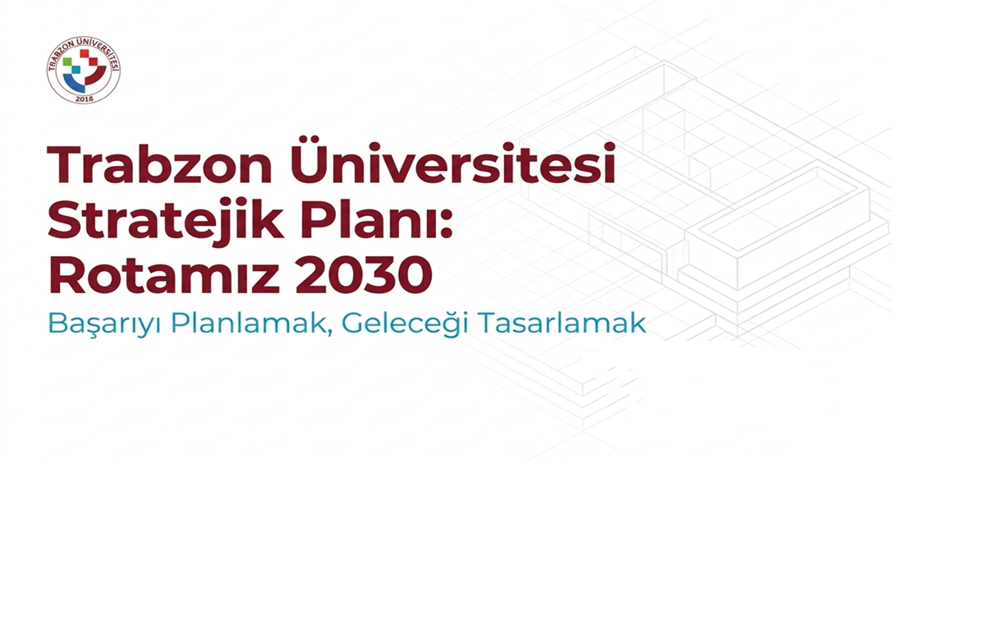 TRABZON ÜNİVERSİTESİ
2018
Trabzon Üniversitesi
Stratejik Planı:
Rotamız 2030
Başarıyı Planlamak, Geleceği Tasarlamak